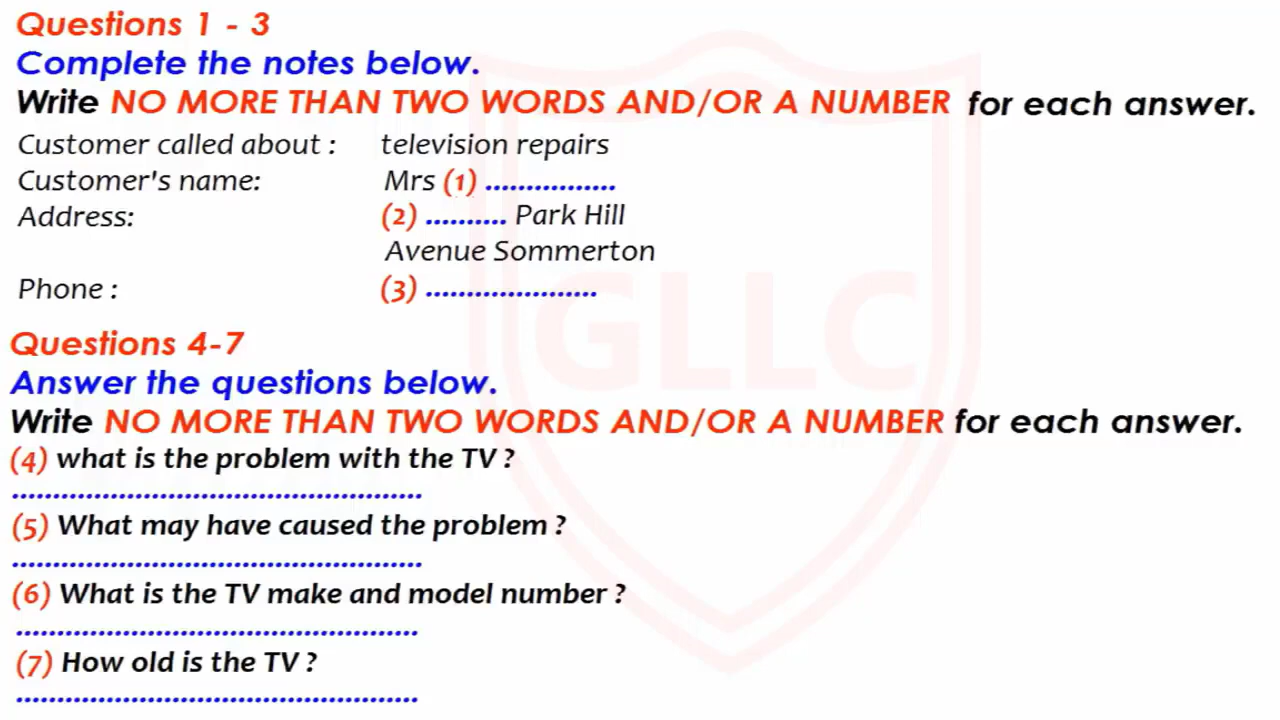 Questions 1 - 3
Complete the notes below.
Write NO MORE THAN TWO WORDS AND/OR A NUMBER for each answer.
Customer called about : television repairs
Customer's name: Mrs (1) ................
Address: (2) .......... Park Hill
Avenue Sommerton
Phone : (3) .....................
Questions 4-7
Answer the questions below.
Write NO MORE THAN TWO WORDS AND/OR A NUMBER for each answer.
(4) what is the problem with the TV ?
..................................................
(5) What may have caused the problem ?
..................................................
(6) What is the TV make and model number ?
.................................................
(7) How old is the TV ?
.................................................
GLLC